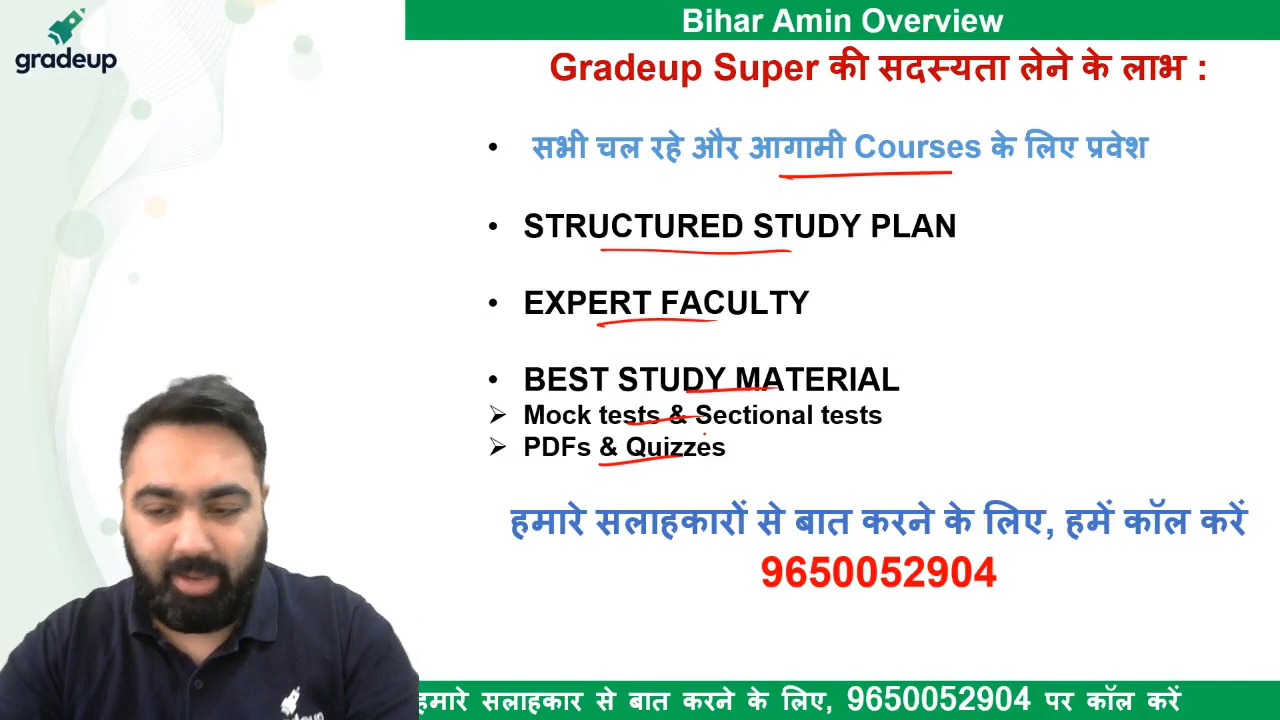 gradeup
Bihar Amin Overview
Gradeup Super की सदस्यता लेने के लाभ :
• सभी चल रहे और आगामी Courses के लिए प्रवेश
• STRUCTURED STUDY PLAN
• EXPERT FACULTY
• BEST STUDY MATERIAL
➢ Mock tests & Sectional tests
➢ PDFs & Quizzes
हमारे सलाहकारों से बात करने के लिए, हमें कॉल करें
9650052904
हमारे सलाहकार से बात करने के लिए, 9650052904 पर कॉल करें
gradeup